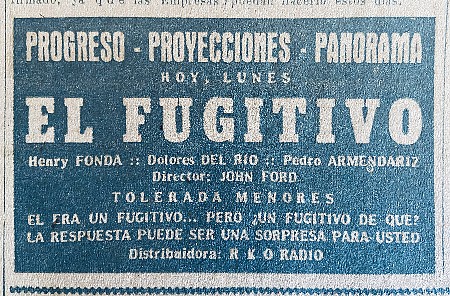 PROGRESO - PROYECCIONES - PANORAMA
HOY, LUNES
EL FUGITIVO
Henry FONDA :: Dolores DEL RIO :: Pedro ARMENDARIZ
Director: JOHN FORD
TOLERADA MENORES
EL ERA UN FUGITIVO... PERO ¿UN FUGITIVO DE QUE?
LA RESPUESTA PUEDE SER UNA SORPRESA PARA USTED
Distribuidora: R K O RADIO